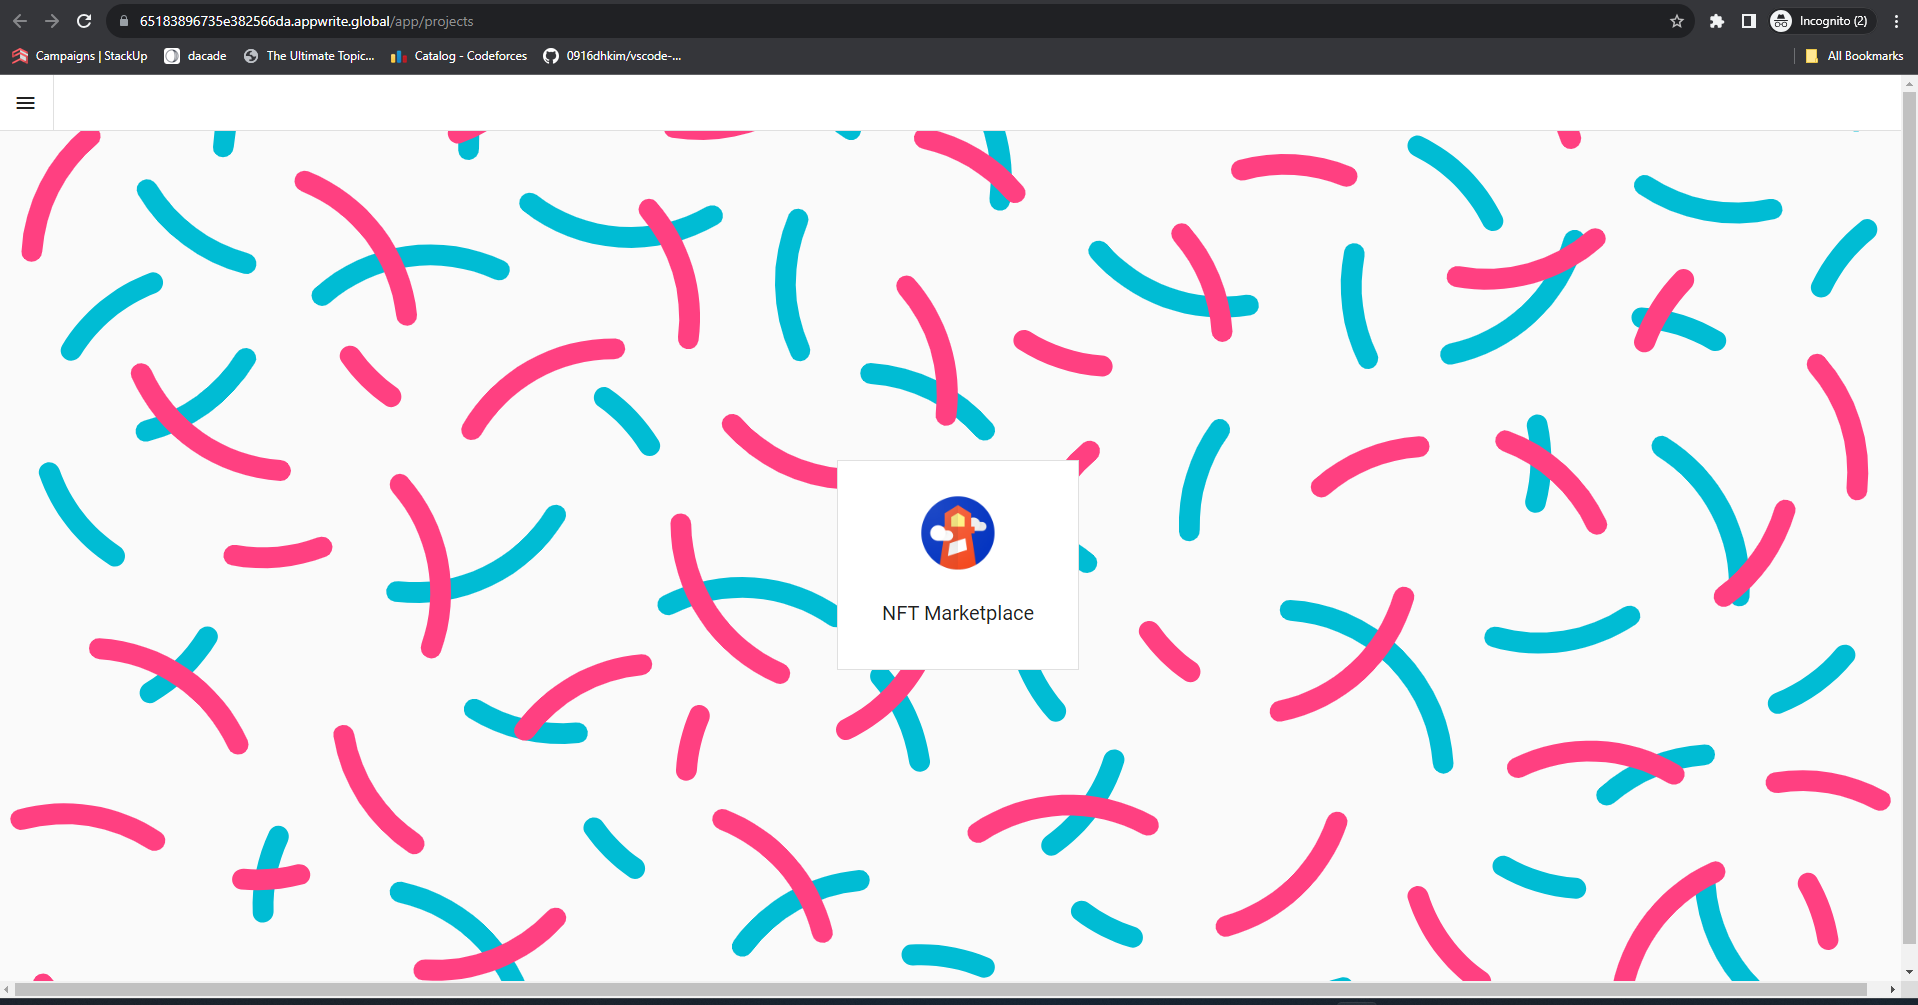 65183896735e382566da.appwrite.global/app/projects
Incognito (2)
Campaigns | StackUp
dacade
The Ultimate Topic...
Catalog - Codeforces
0916dhkim/vscode-...
All Bookmarks
NFT Marketplace